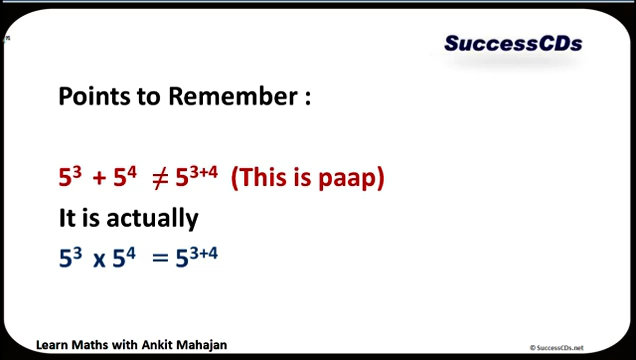 SuccessCDs
Points to Remember :
5³ + 5⁴ ≠ 5³⁺⁴ (This is paap)
It is actually
5³ x 5⁴ = 5³⁺⁴
Learn Maths with Ankit Mahajan
© SuccessCDs.net